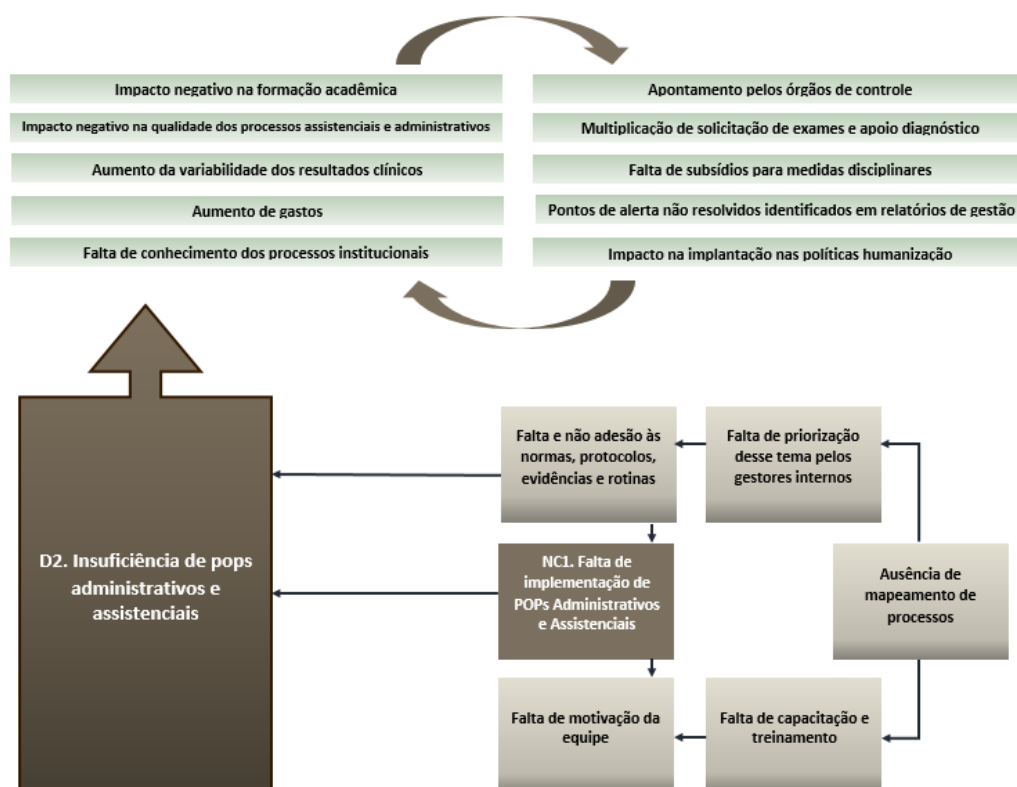 Impacto negativo na formação acadêmica
Impacto negativo na qualidade dos processos assistenciais e administrativos
Aumento da variabilidade dos resultados clínicos
Aumento de gastos
Falta de conhecimento dos processos institucionais
Apontamento pelos órgãos de controle
Multiplicação de solicitação de exames e apoio diagnóstico
Falta de subsídios para medidas disciplinares
Pontos de alerta não resolvidos identificados em relatórios de gestão
Impacto na implantação nas políticas humanização
D2. Insuficiência de pops
administrativos e
assistenciais
Falta e não adesão às
normas, protocolos,
evidências e rotinas
Falta de priorização
desse tema pelos
gestores internos
NC1. Falta de
implementação de
POPs Administrativos
e Assistenciais
Ausência de
mapeamento de
processos
Falta de motivação da
equipe
Falta de capacitação e
treinamento